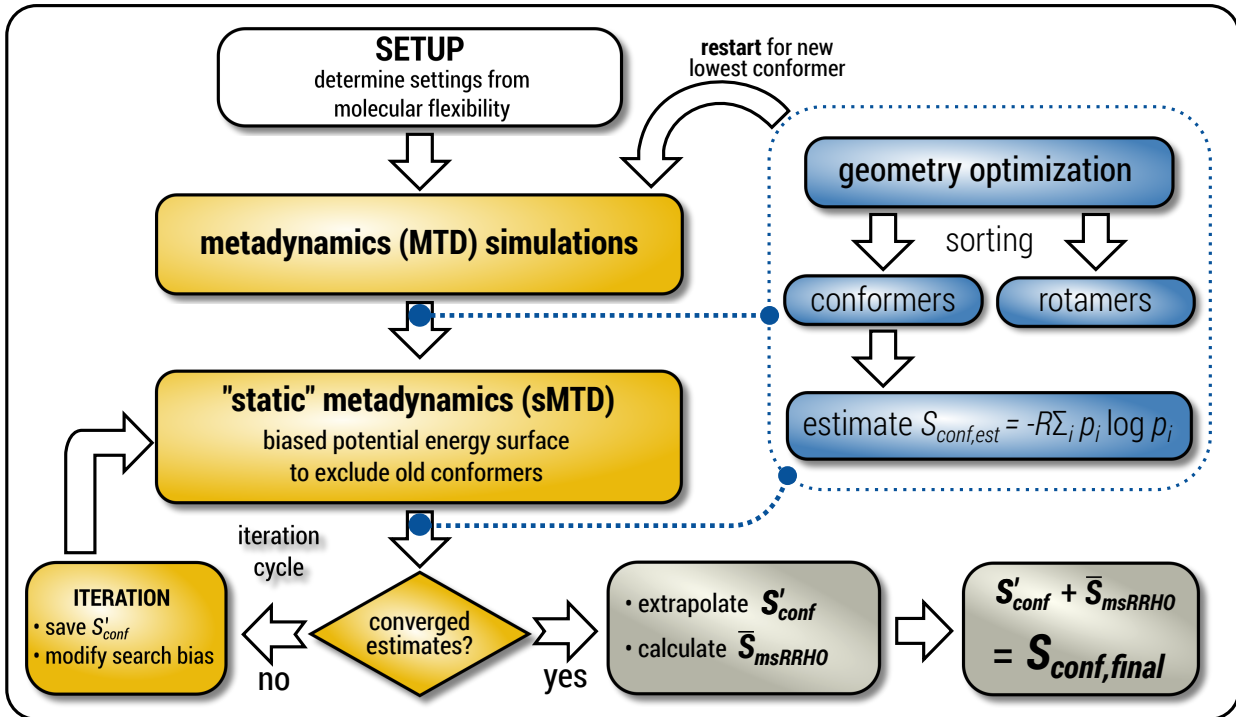 SETUP
determine settings from
molecular flexibility
restart for new
lowest conformer
metadynamics (MTD) simulations
geometry optimization
sorting
conformers
rotamers
estimate S_conf,est = -RΣ_i p_i log p_i
"static" metadynamics (sMTD)
biased potential energy surface
to exclude old conformers
iteration
cycle
ITERATION
• save S'_conf
• modify search bias
no
converged
estimates?
yes
• extrapolate S'_conf
• calculate S̅_msRRHO
S'_conf + S̅_msRRHO
= S_conf,final